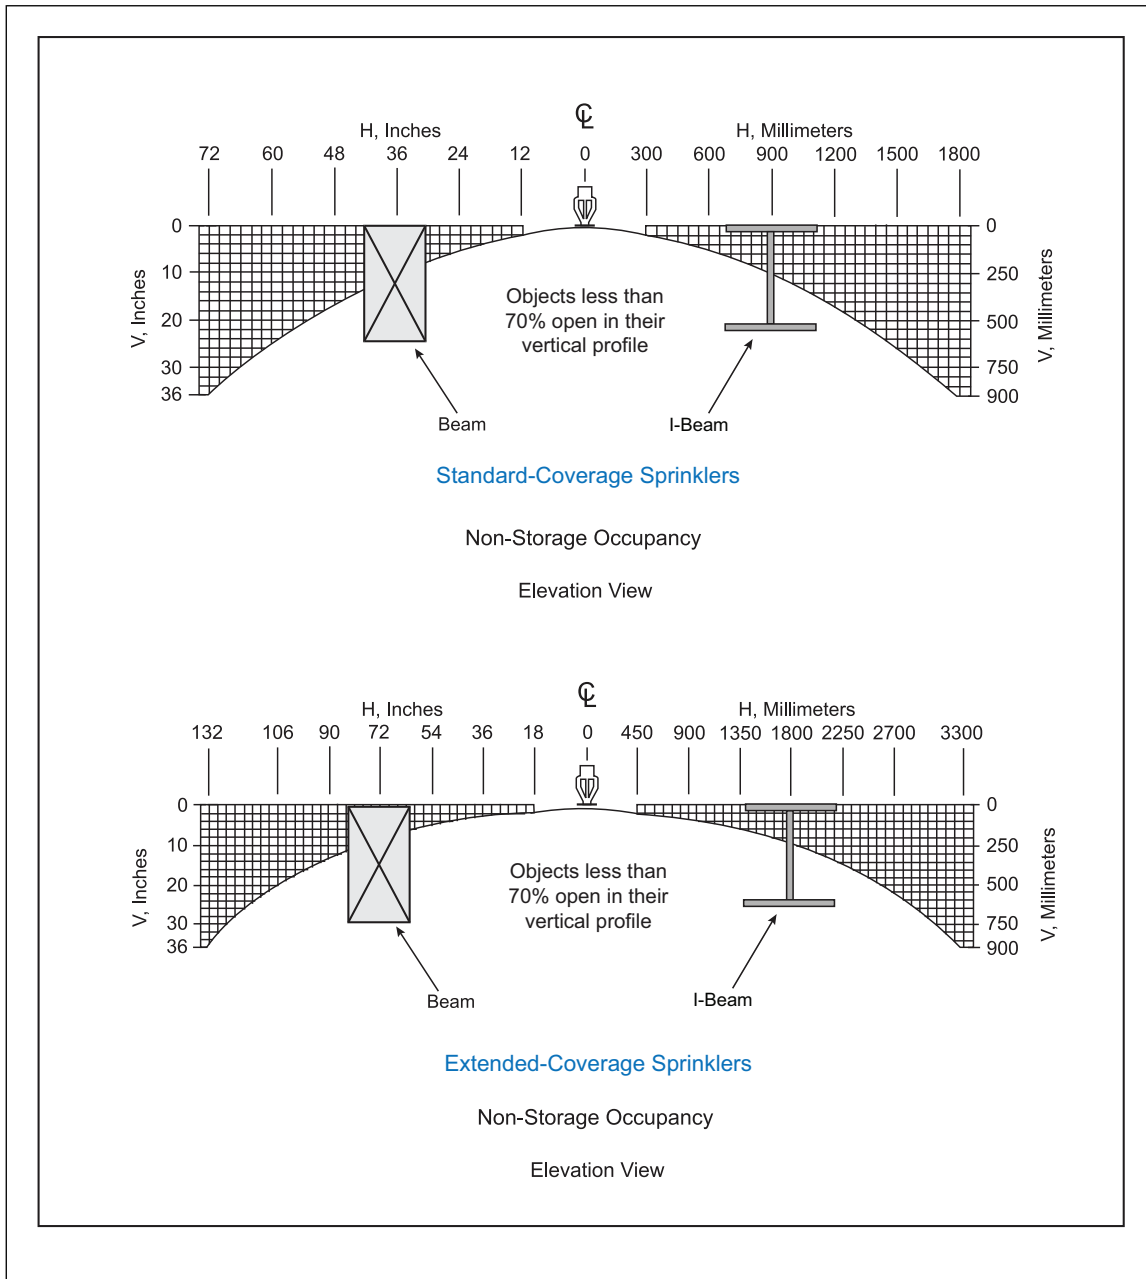 ℄
H, Inches H, Millimeters
72 60 48 36 24 12 0 300 600 900 1200 1500 1800
0 0
10 250
20 500
30 750
36 900
V, Inches
V, Millimeters
Objects less than
70% open in their
vertical profile
Beam I-Beam
Standard-Coverage Sprinklers
Non-Storage Occupancy
Elevation View
℄
H, Inches H, Millimeters
132 106 90 72 54 36 18 0 450 900 1350 1800 2250 2700 3300
0 0
10 250
20 500
30 750
36 900
V, Inches
V, Millimeters
Objects less than
70% open in their
vertical profile
Beam I-Beam
Extended-Coverage Sprinklers
Non-Storage Occupancy
Elevation View